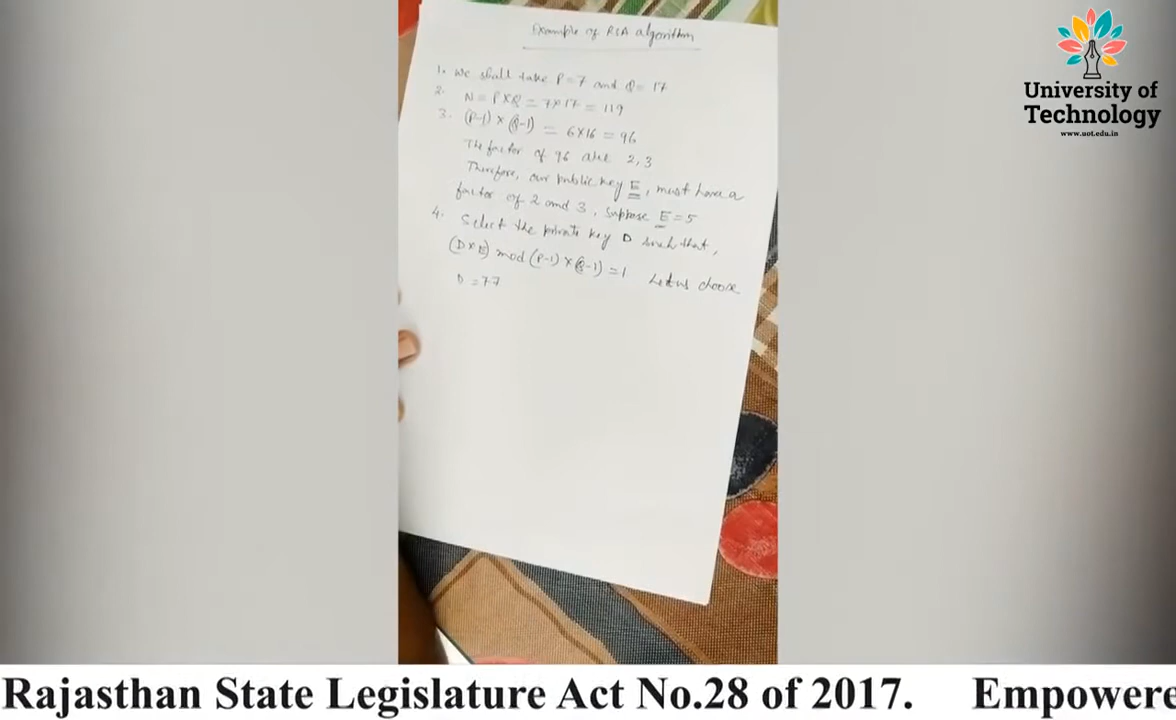 Example of RSA algorithm
1. We shall take P=7 and Q=17
2. N=P×Q = 7×17 = 119
3. (P-1) × (Q-1) = 6×16 = 96
The factor of 96 are 2, 3
Therefore, our public key E, must have a
factor of 2 and 3, suppose E=5
4. Select the private key D such that,
(D×E) mod (P-1) × (Q-1) = 1 Let us choose
D = 77
University of
Technology
www.uot.edu.in
Rajasthan State Legislature Act No.28 of 2017. Empowere